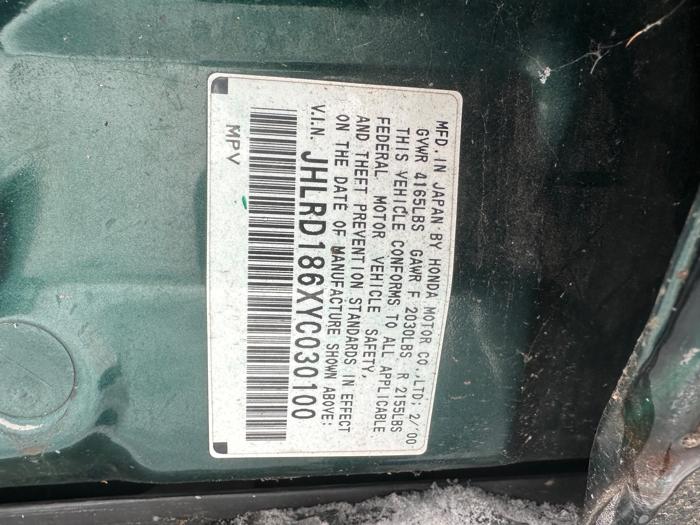 MFD. IN JAPAN BY HONDA MOTOR CO.,LTD; 2/'00
GVWR 4165LBS GAWR F 2030LBS R 2155LBS
THIS VEHICLE CONFORMS TO ALL APPLICABLE
FEDERAL MOTOR VEHICLE SAFETY,
AND THEFT PREVENTION STANDARDS IN EFFECT
ON THE DATE OF MANUFACTURE SHOWN ABOVE:
V.I.N. JHLRD186XYC030100
MPV